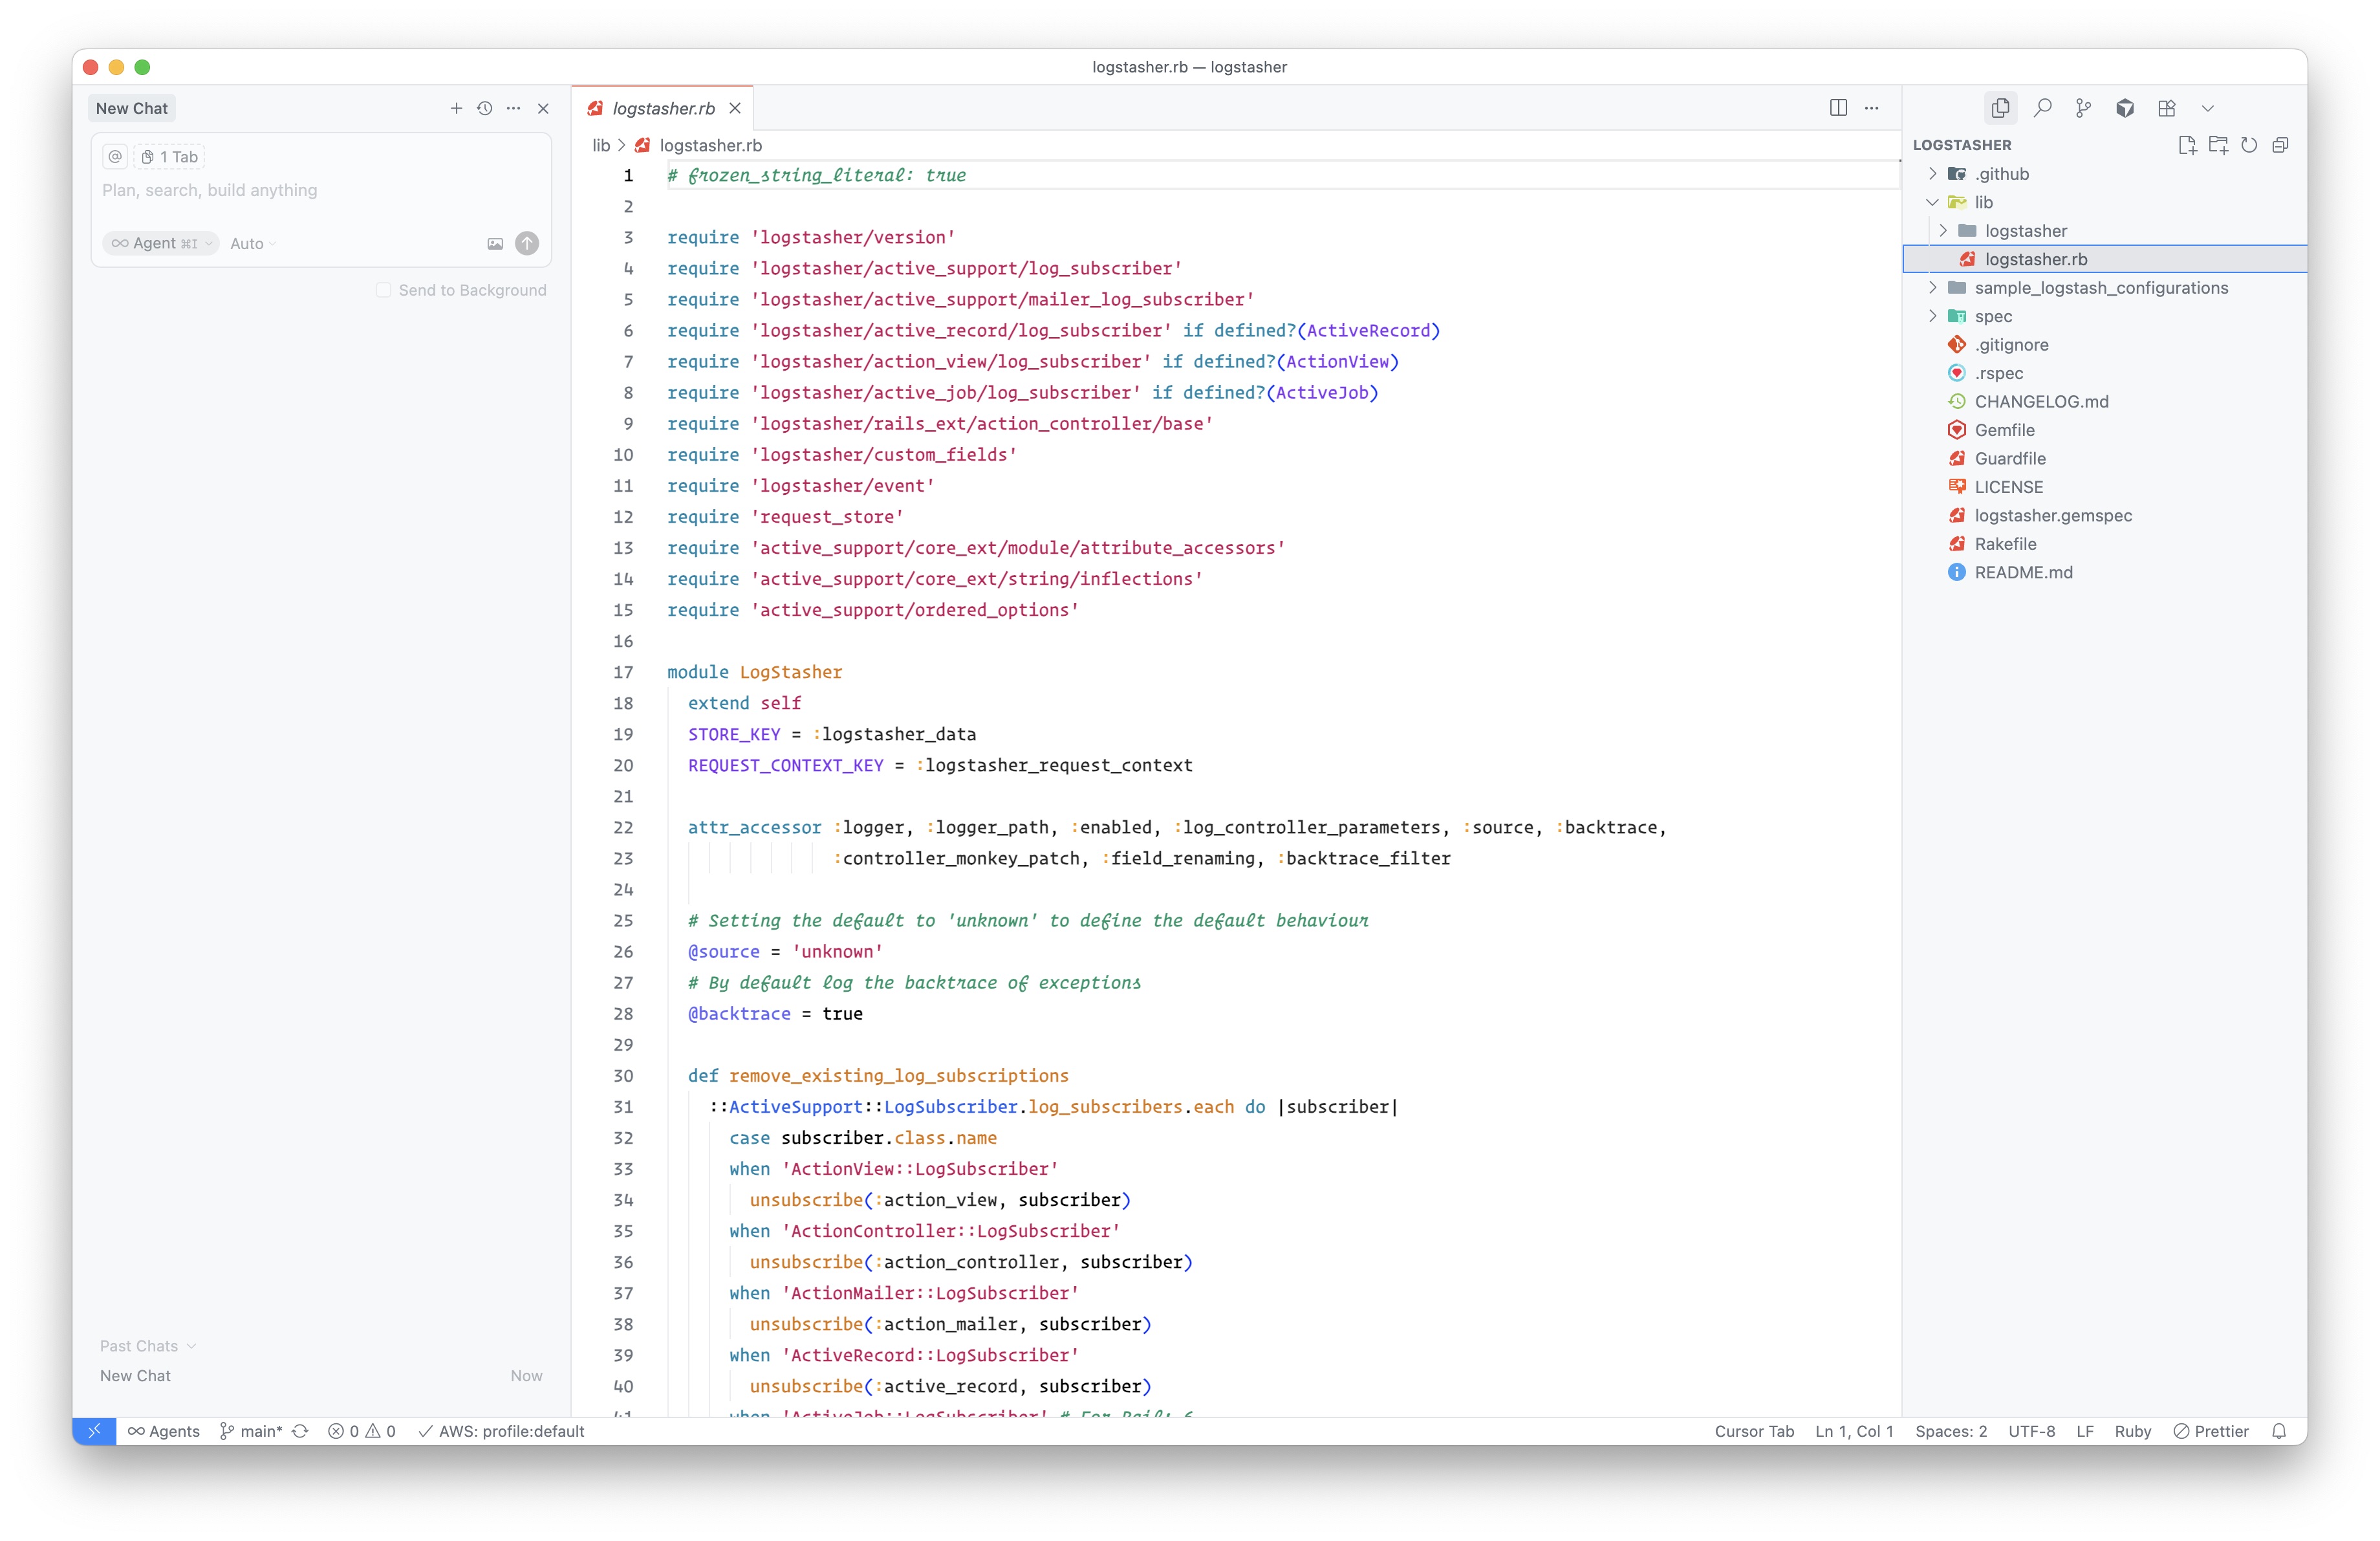 logstasher.rb — logstasher
New Chat
@ 1 Tab
Plan, search, build anything
Agent ⌘I Auto
Send to Background
Past Chats
New Chat Now
logstasher.rb
lib > logstasher.rb
1 # frozen_string_literal: true
2
3 require 'logstasher/version'
4 require 'logstasher/active_support/log_subscriber'
5 require 'logstasher/active_support/mailer_log_subscriber'
6 require 'logstasher/active_record/log_subscriber' if defined?(ActiveRecord)
7 require 'logstasher/action_view/log_subscriber' if defined?(ActionView)
8 require 'logstasher/active_job/log_subscriber' if defined?(ActiveJob)
9 require 'logstasher/rails_ext/action_controller/base'
10 require 'logstasher/custom_fields'
11 require 'logstasher/event'
12 require 'request_store'
13 require 'active_support/core_ext/module/attribute_accessors'
14 require 'active_support/core_ext/string/inflections'
15 require 'active_support/ordered_options'
16
17 module LogStasher
18 extend self
19 STORE_KEY = :logstasher_data
20 REQUEST_CONTEXT_KEY = :logstasher_request_context
21
22 attr_accessor :logger, :logger_path, :enabled, :log_controller_parameters, :source, :backtrace,
23 :controller_monkey_patch, :field_renaming, :backtrace_filter
24
25 # Setting the default to 'unknown' to define the default behaviour
26 @source = 'unknown'
27 # By default log the backtrace of exceptions
28 @backtrace = true
29
30 def remove_existing_log_subscriptions
31 ::ActiveSupport::LogSubscriber.log_subscribers.each do |subscriber|
32 case subscriber.class.name
33 when 'ActionView::LogSubscriber'
34 unsubscribe(:action_view, subscriber)
35 when 'ActionController::LogSubscriber'
36 unsubscribe(:action_controller, subscriber)
37 when 'ActionMailer::LogSubscriber'
38 unsubscribe(:action_mailer, subscriber)
39 when 'ActiveRecord::LogSubscriber'
40 unsubscribe(:active_record, subscriber)
41 when 'ActiveJob::LogSubscriber' # For Rails 6
LOGSTASHER
.github
lib
logstasher
logstasher.rb
sample_logstash_configurations
spec
.gitignore
.rspec
CHANGELOG.md
Gemfile
Guardfile
LICENSE
logstasher.gemspec
Rakefile
README.md
Agents main* 0 0 AWS: profile:default Cursor Tab Ln 1, Col 1 Spaces: 2 UTF-8 LF Ruby Prettier